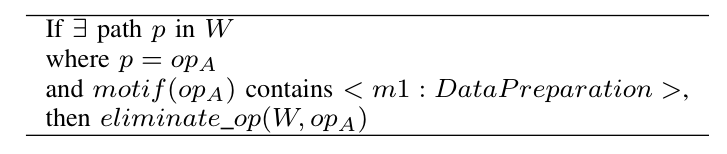 If ∃ path p in W
where p = op_A
and motif(op_A) contains < m1 : DataPreparation >,
then eliminate_op(W, op_A)